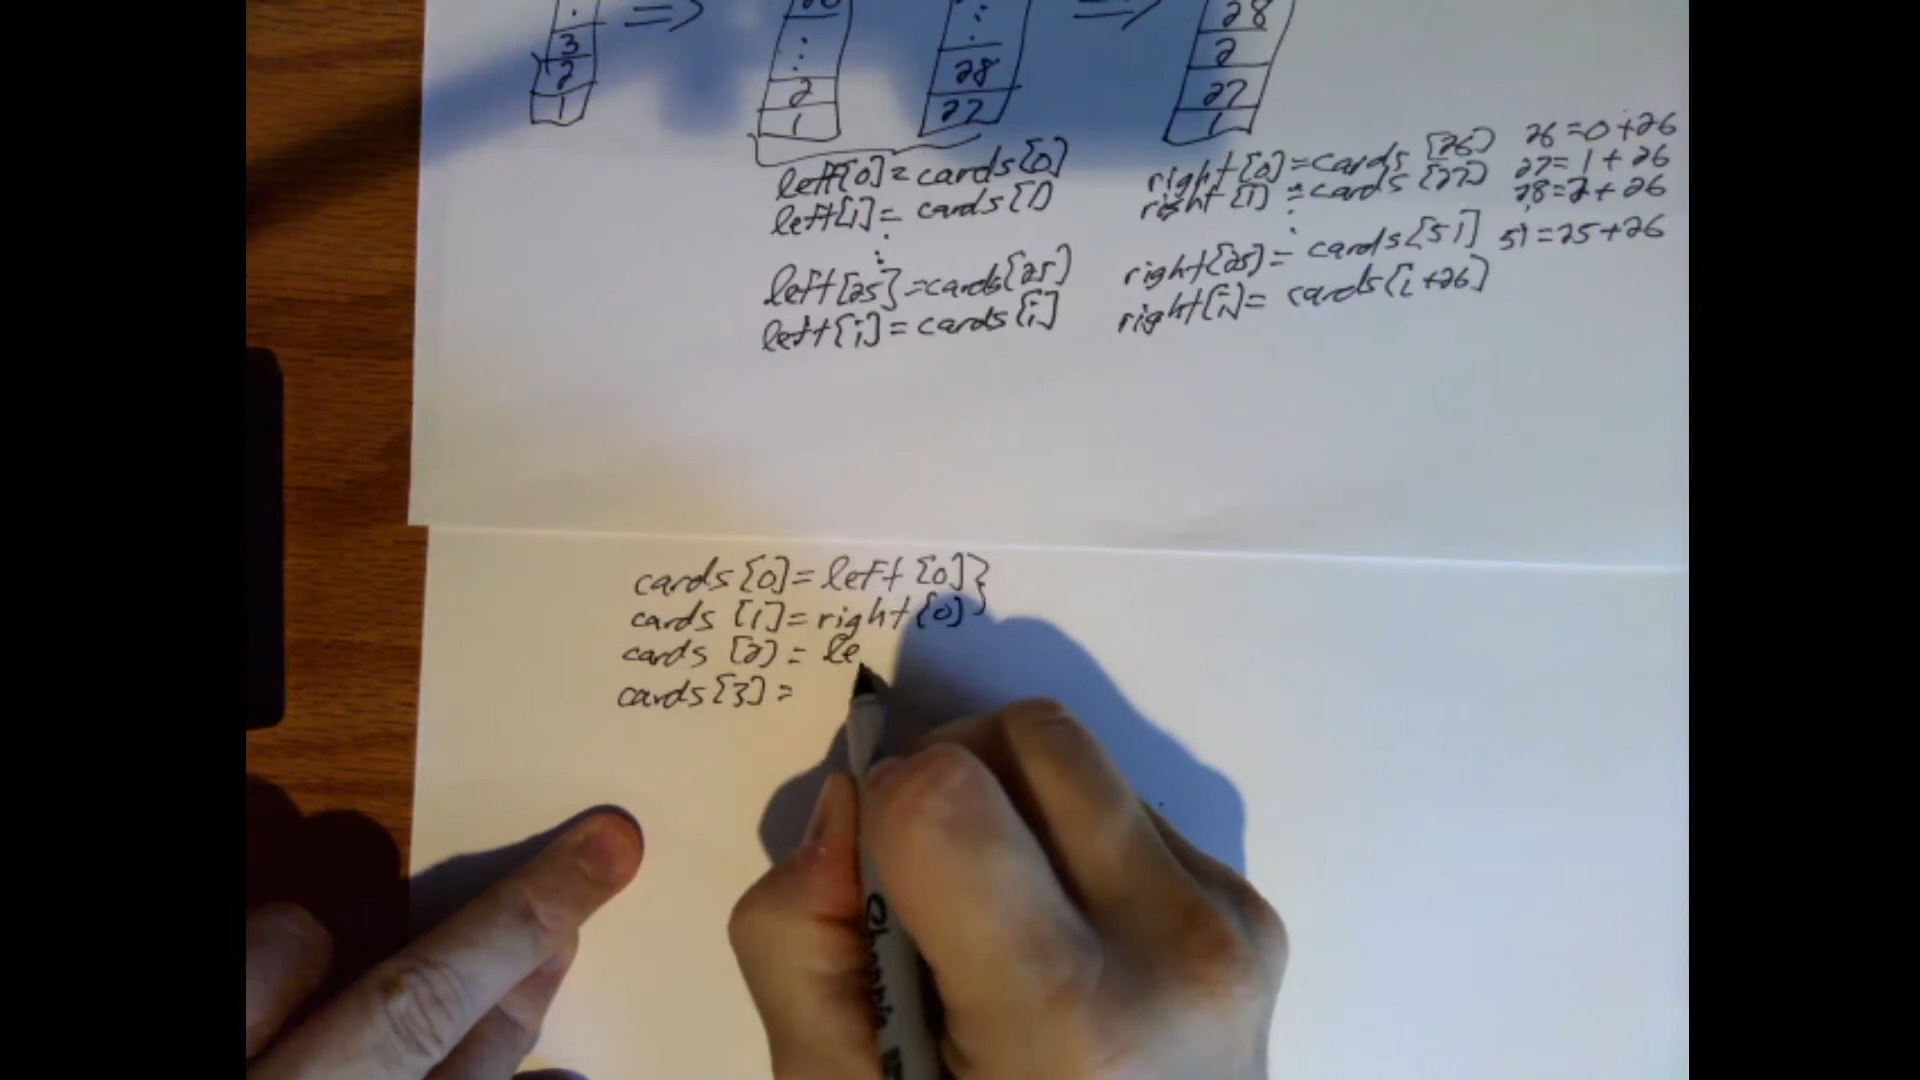 ⋮ ⇒ ⋮ ⇒ 28
3 ⋮ 28 2
2 2 27 27
1 1 1
left[0]=cards[0]
left[1]=cards[1]
⋮
left[25]=cards[25]
left[i]=cards[i]
right[0]=cards[26] 26=0+26
right[1]=cards[27] 27=1+26
⋮ 28=2+26
right[25]=cards[51] 51=25+26
right[i]=cards[i+26]
cards[0]=left[0]}
cards[1]=right[0]
cards[2]=le
cards[3]=
Sharpie